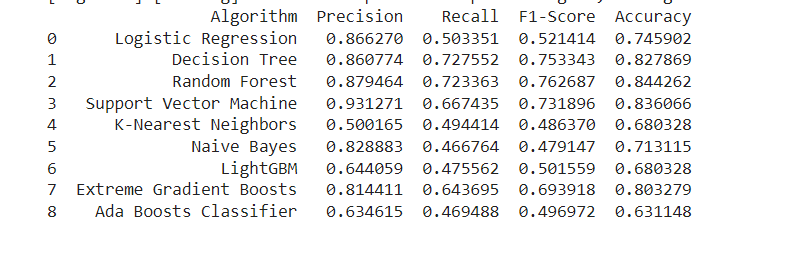 Algorithm Precision Recall F1-Score Accuracy
0 Logistic Regression 0.866270 0.503351 0.521414 0.745902
1 Decision Tree 0.860774 0.727552 0.753343 0.827869
2 Random Forest 0.879464 0.723363 0.762687 0.844262
3 Support Vector Machine 0.931271 0.667435 0.731896 0.836066
4 K-Nearest Neighbors 0.500165 0.494414 0.486370 0.680328
5 Naive Bayes 0.828883 0.466764 0.479147 0.713115
6 LightGBM 0.644059 0.475562 0.501559 0.680328
7 Extreme Gradient Boosts 0.814411 0.643695 0.693918 0.803279
8 Ada Boosts Classifier 0.634615 0.469488 0.496972 0.631148